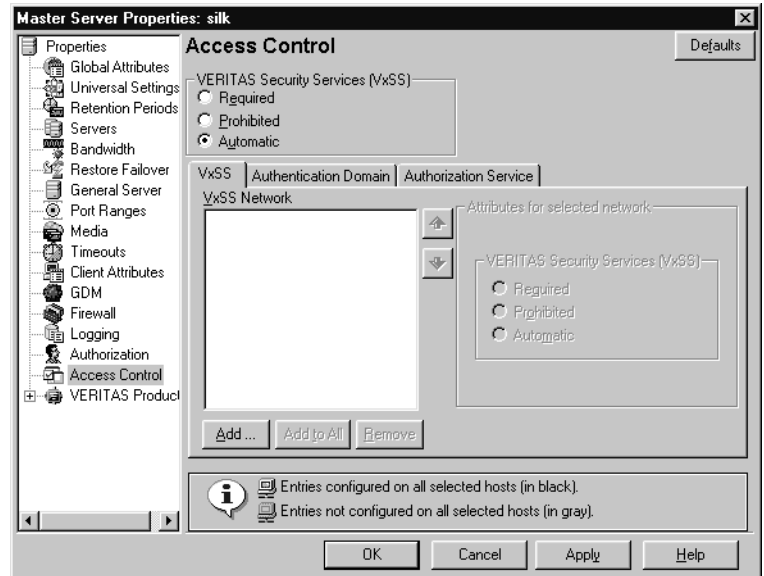 Master Server Properties: silk
Properties
Global Attributes
Universal Settings
Retention Periods
Servers
Bandwidth
Restore Failover
General Server
Port Ranges
Media
Timeouts
Client Attributes
GDM
Firewall
Logging
Authorization
Access Control
VERITAS Product
Access Control
Defaults
VERITAS Security Services (VxSS)
Required
Prohibited
Automatic
VxSS Authentication Domain Authorization Service
VxSS Network
Attributes for selected network
VERITAS Security Services (VxSS)
Required
Prohibited
Automatic
Add ... Add to All Remove
Entries configured on all selected hosts (in black).
Entries not configured on all selected hosts (in gray).
OK Cancel Apply Help